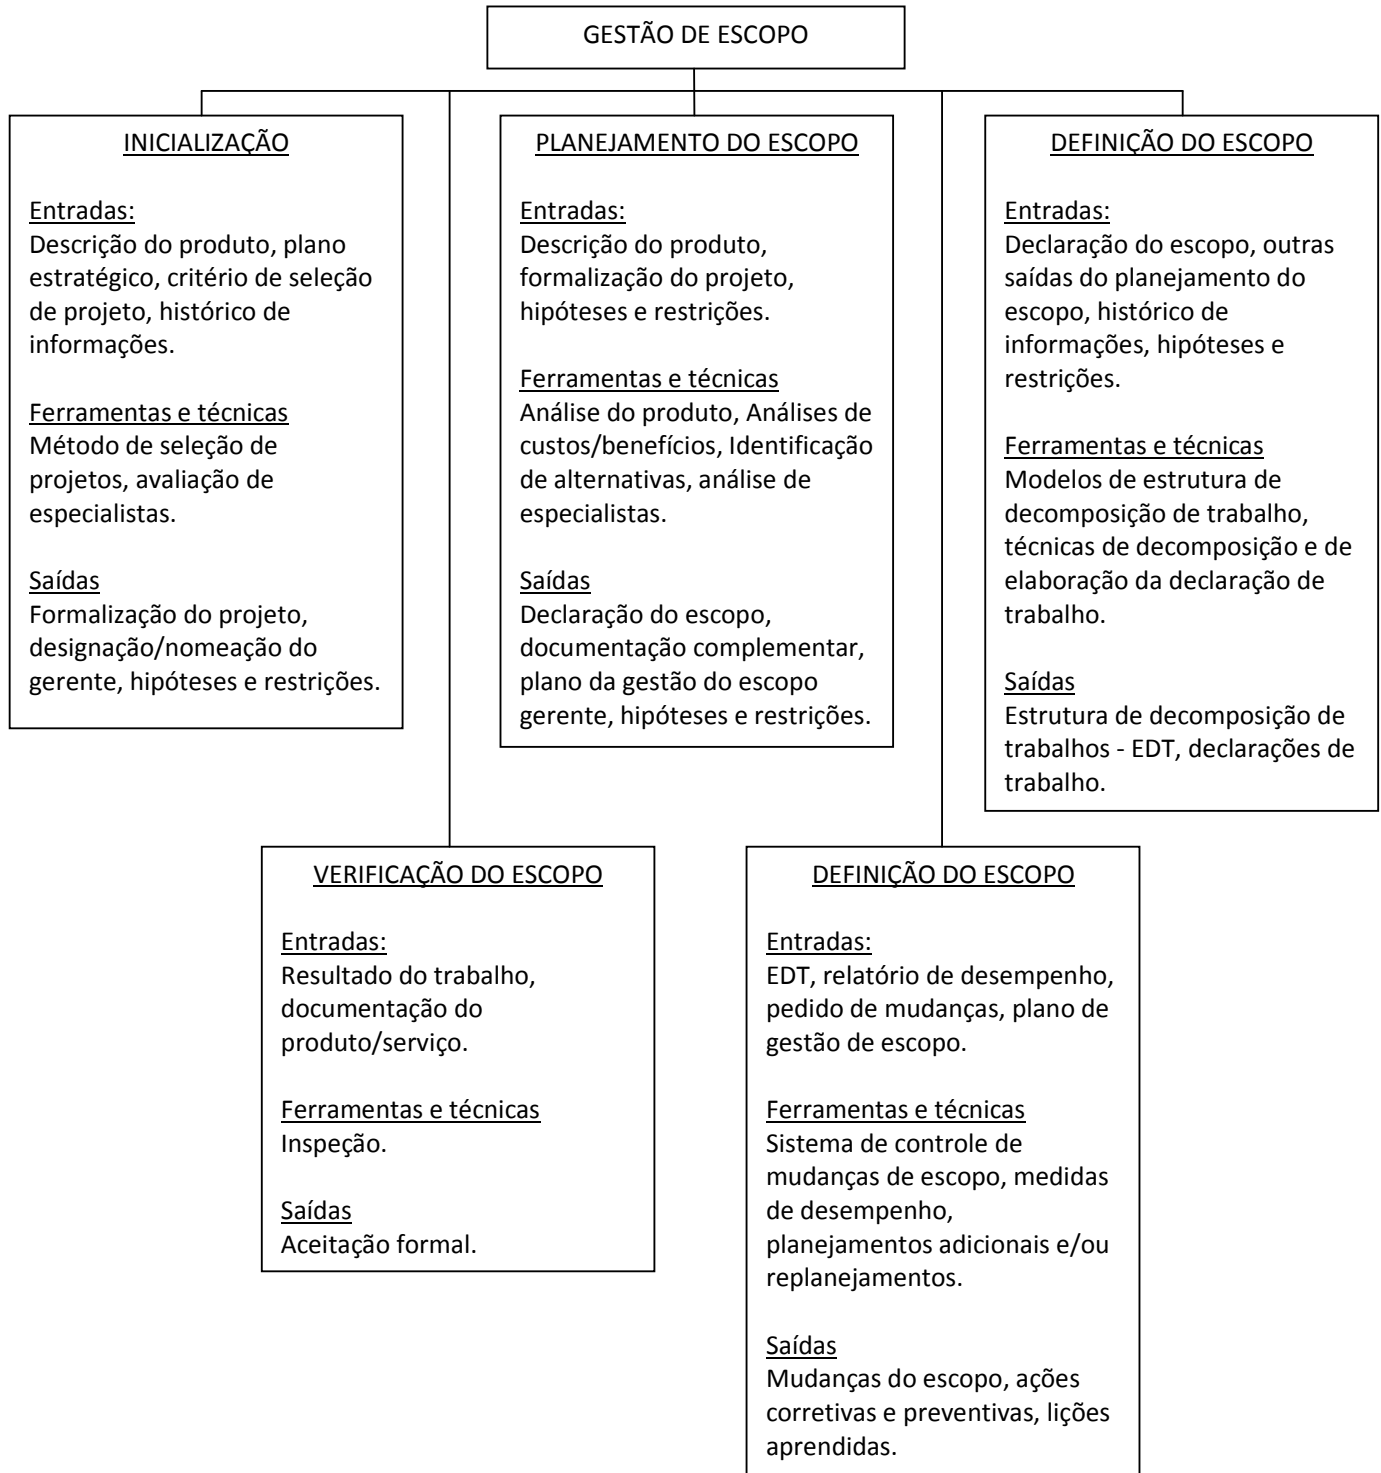 GESTÃO DE ESCOPO
INICIALIZAÇÃO
Entradas:
Descrição do produto, plano
estratégico, critério de seleção
de projeto, histórico de
informações.
Ferramentas e técnicas
Método de seleção de
projetos, avaliação de
especialistas.
Saídas
Formalização do projeto,
designação/nomeação do
gerente, hipóteses e restrições.
PLANEJAMENTO DO ESCOPO
Entradas:
Descrição do produto,
formalização do projeto,
hipóteses e restrições.
Ferramentas e técnicas
Análise do produto, Análises de
custos/benefícios, Identificação
de alternativas, análise de
especialistas.
Saídas
Declaração do escopo,
documentação complementar,
plano da gestão do escopo
gerente, hipóteses e restrições.
DEFINIÇÃO DO ESCOPO
Entradas:
Declaração do escopo, outras
saídas do planejamento do
escopo, histórico de
informações, hipóteses e
restrições.
Ferramentas e técnicas
Modelos de estrutura de
decomposição de trabalho,
técnicas de decomposição e de
elaboração da declaração de
trabalho.
Saídas
Estrutura de decomposição de
trabalhos - EDT, declarações de
trabalho.
VERIFICAÇÃO DO ESCOPO
Entradas:
Resultado do trabalho,
documentação do
produto/serviço.
Ferramentas e técnicas
Inspeção.
Saídas
Aceitação formal.
DEFINIÇÃO DO ESCOPO
Entradas:
EDT, relatório de desempenho,
pedido de mudanças, plano de
gestão de escopo.
Ferramentas e técnicas
Sistema de controle de
mudanças de escopo, medidas
de desempenho,
planejamentos adicionais e/ou
replanejamentos.
Saídas
Mudanças do escopo, ações
corretivas e preventivas, lições
aprendidas.